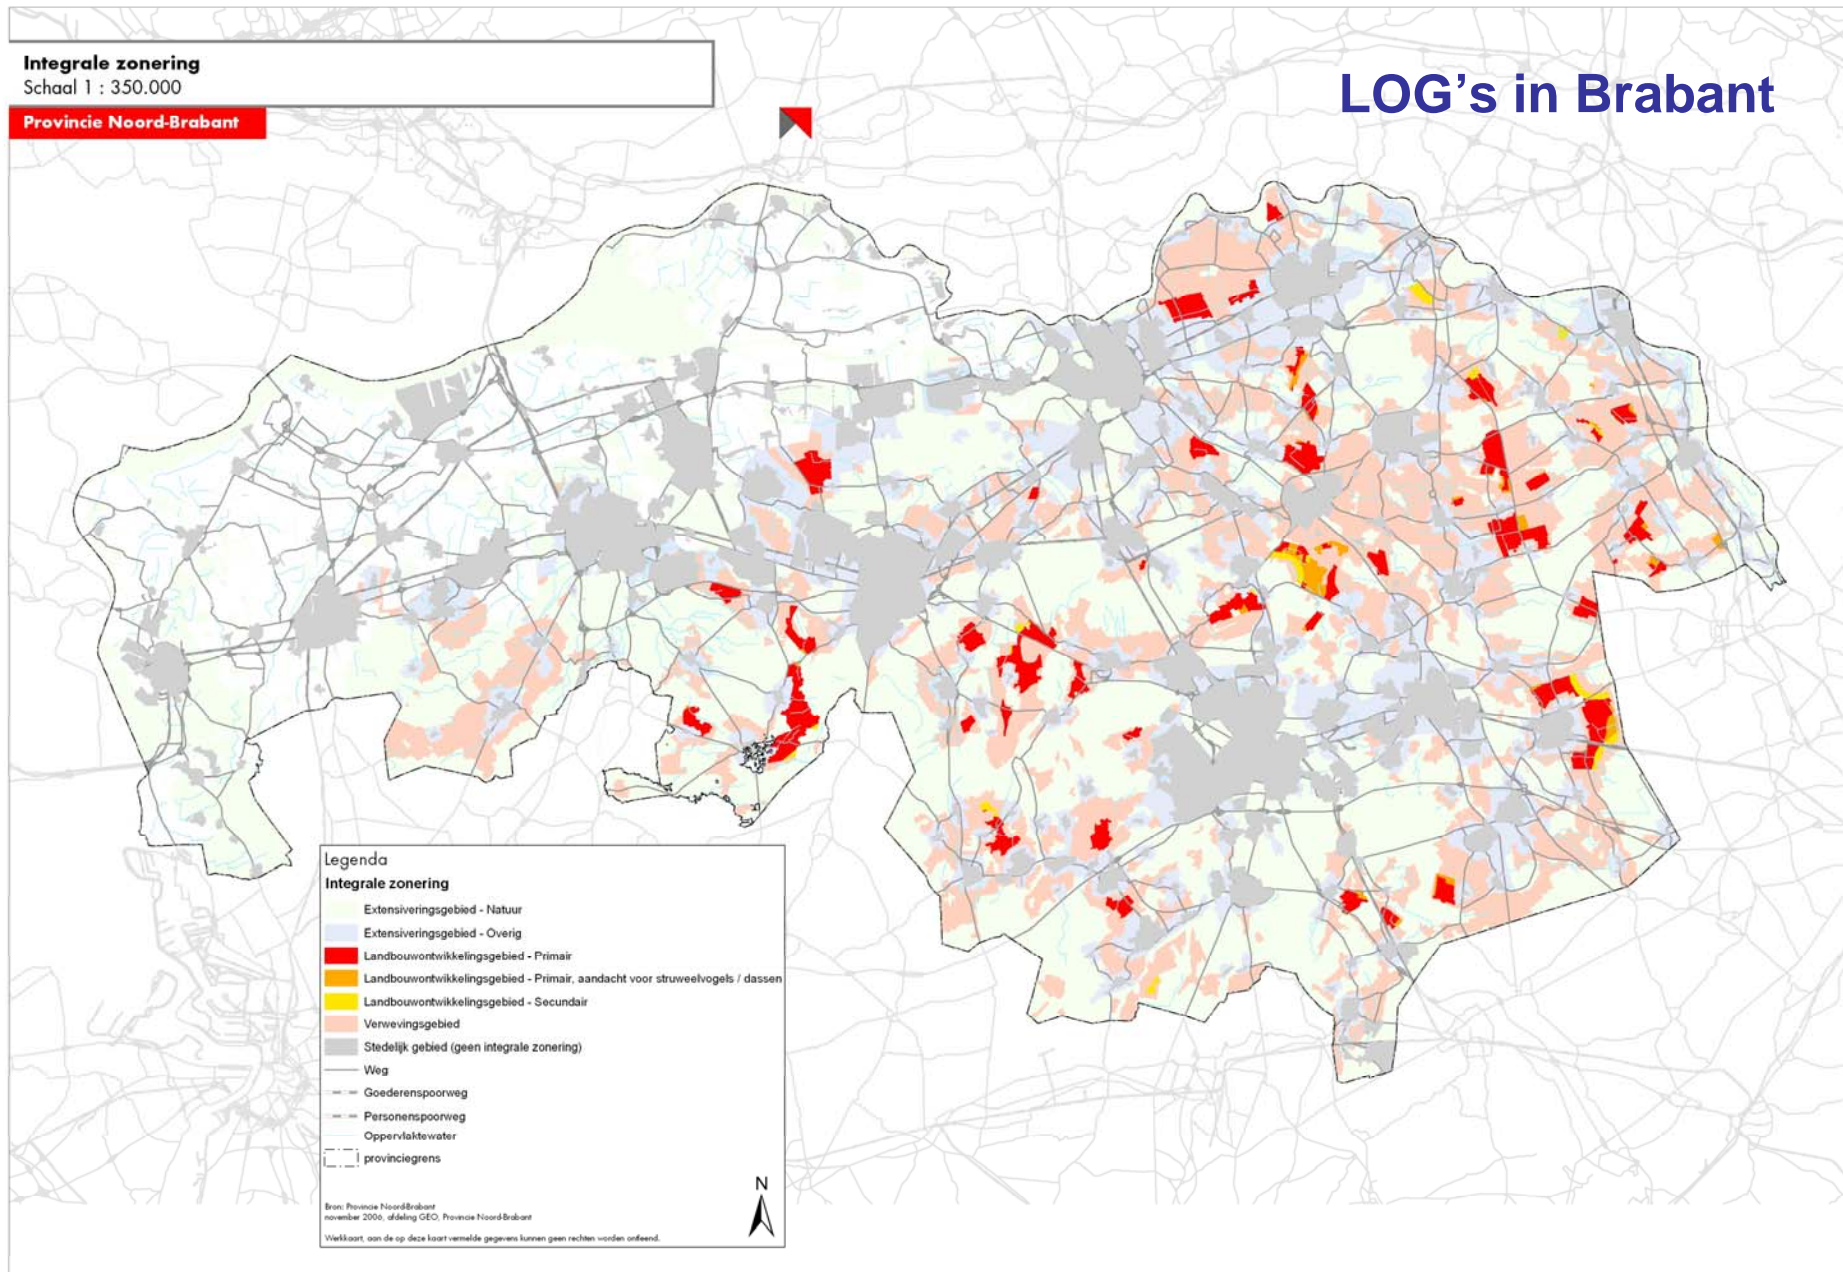 Integrale zonering
Schaal 1 : 350.000
Provincie Noord-Brabant
LOG’s in Brabant
Legenda
Integrale zonering
Extensiveringsgebied - Natuur
Extensiveringsgebied - Overig
Landbouwontwikkelingsgebied - Primair
Landbouwontwikkelingsgebied - Primair, aandacht voor struweelvogels / dassen
Landbouwontwikkelingsgebied - Secundair
Verwevingsgebied
Stedelijk gebied (geen integrale zonering)
Weg
Goederenspoorweg
Personenspoorweg
Oppervlaktewater
provinciegrens
N
Bron: Provincie Noord-Brabant
november 2006, afdeling GEO, Provincie Noord-Brabant
Werkkaart, aan de op deze kaart vermelde gegevens kunnen geen rechten worden ontleend.